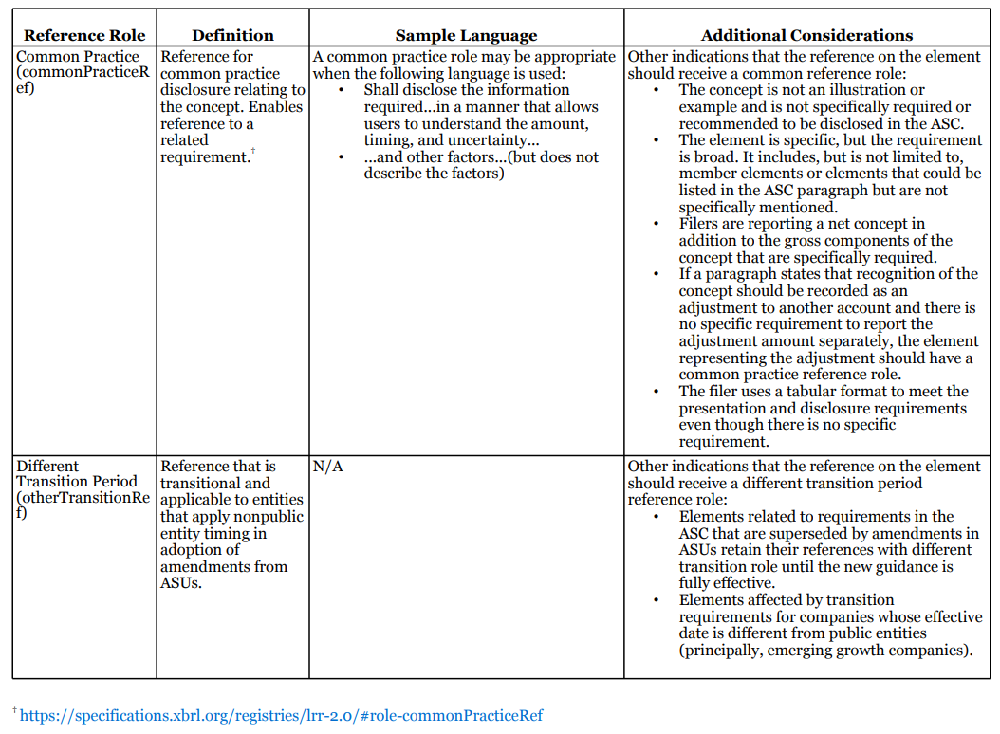 Reference Role
Definition
Sample Language
Additional Considerations
Common Practice
(commonPracticeR
ef)
Reference for
common practice
disclosure relating to
the concept. Enables
reference to a
related
requirement.†
A common practice role may be appropriate
when the following language is used:
• Shall disclose the information
required...in a manner that allows
users to understand the amount,
timing, and uncertainty...
• ...and other factors...(but does not
describe the factors)
Other indications that the reference on the element
should receive a common reference role:
• The concept is not an illustration or
example and is not specifically required or
recommended to be disclosed in the ASC.
• The element is specific, but the requirement
is broad. It includes, but is not limited to,
member elements or elements that could be
listed in the ASC paragraph but are not
specifically mentioned.
• Filers are reporting a net concept in
addition to the gross components of the
concept that are specifically required.
• If a paragraph states that recognition of the
concept should be recorded as an
adjustment to another account and there is
no specific requirement to report the
adjustment amount separately, the element
representing the adjustment should have a
common practice reference role.
• The filer uses a tabular format to meet the
presentation and disclosure requirements
even though there is no specific
requirement.
Different
Transition Period
(otherTransitionRe
f)
Reference that is
transitional and
applicable to entities
that apply nonpublic
entity timing in
adoption of
amendments from
ASUs.
N/A
Other indications that the reference on the element
should receive a different transition period
reference role:
• Elements related to requirements in the
ASC that are superseded by amendments in
ASUs retain their references with different
transition role until the new guidance is
fully effective.
• Elements affected by transition
requirements for companies whose effective
date is different from public entities
(principally, emerging growth companies).
† https://specifications.xbrl.org/registries/lrr-2.0/#role-commonPracticeRef